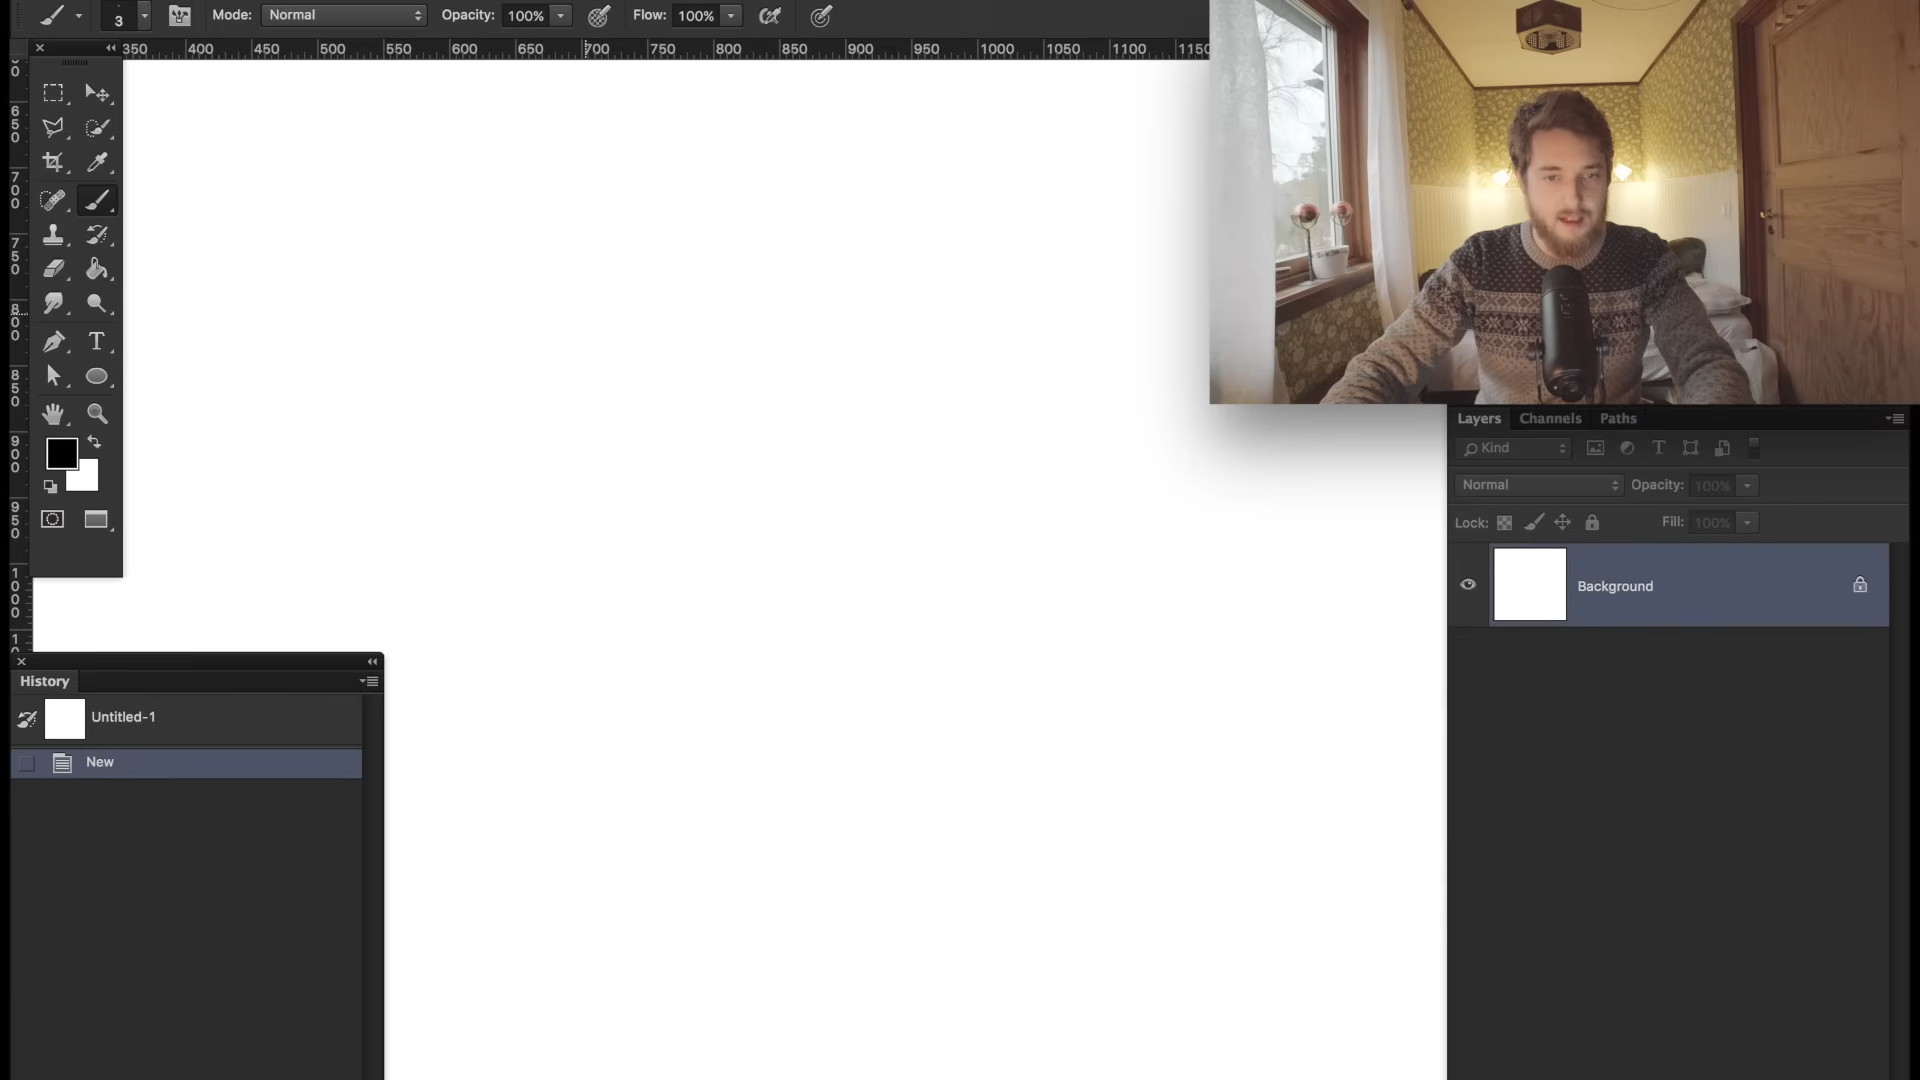 3 Mode: Normal Opacity: 100% Flow: 100%
350 400 450 500 550 600 650 700 750 800 850 900 950 1000 1050 1100 1150
0
650
700
750
800
850
900
950
1000
1
Layers Channels Paths
Kind T
Normal Opacity: 100%
Lock: Fill: 100%
Background
History
Untitled-1
New